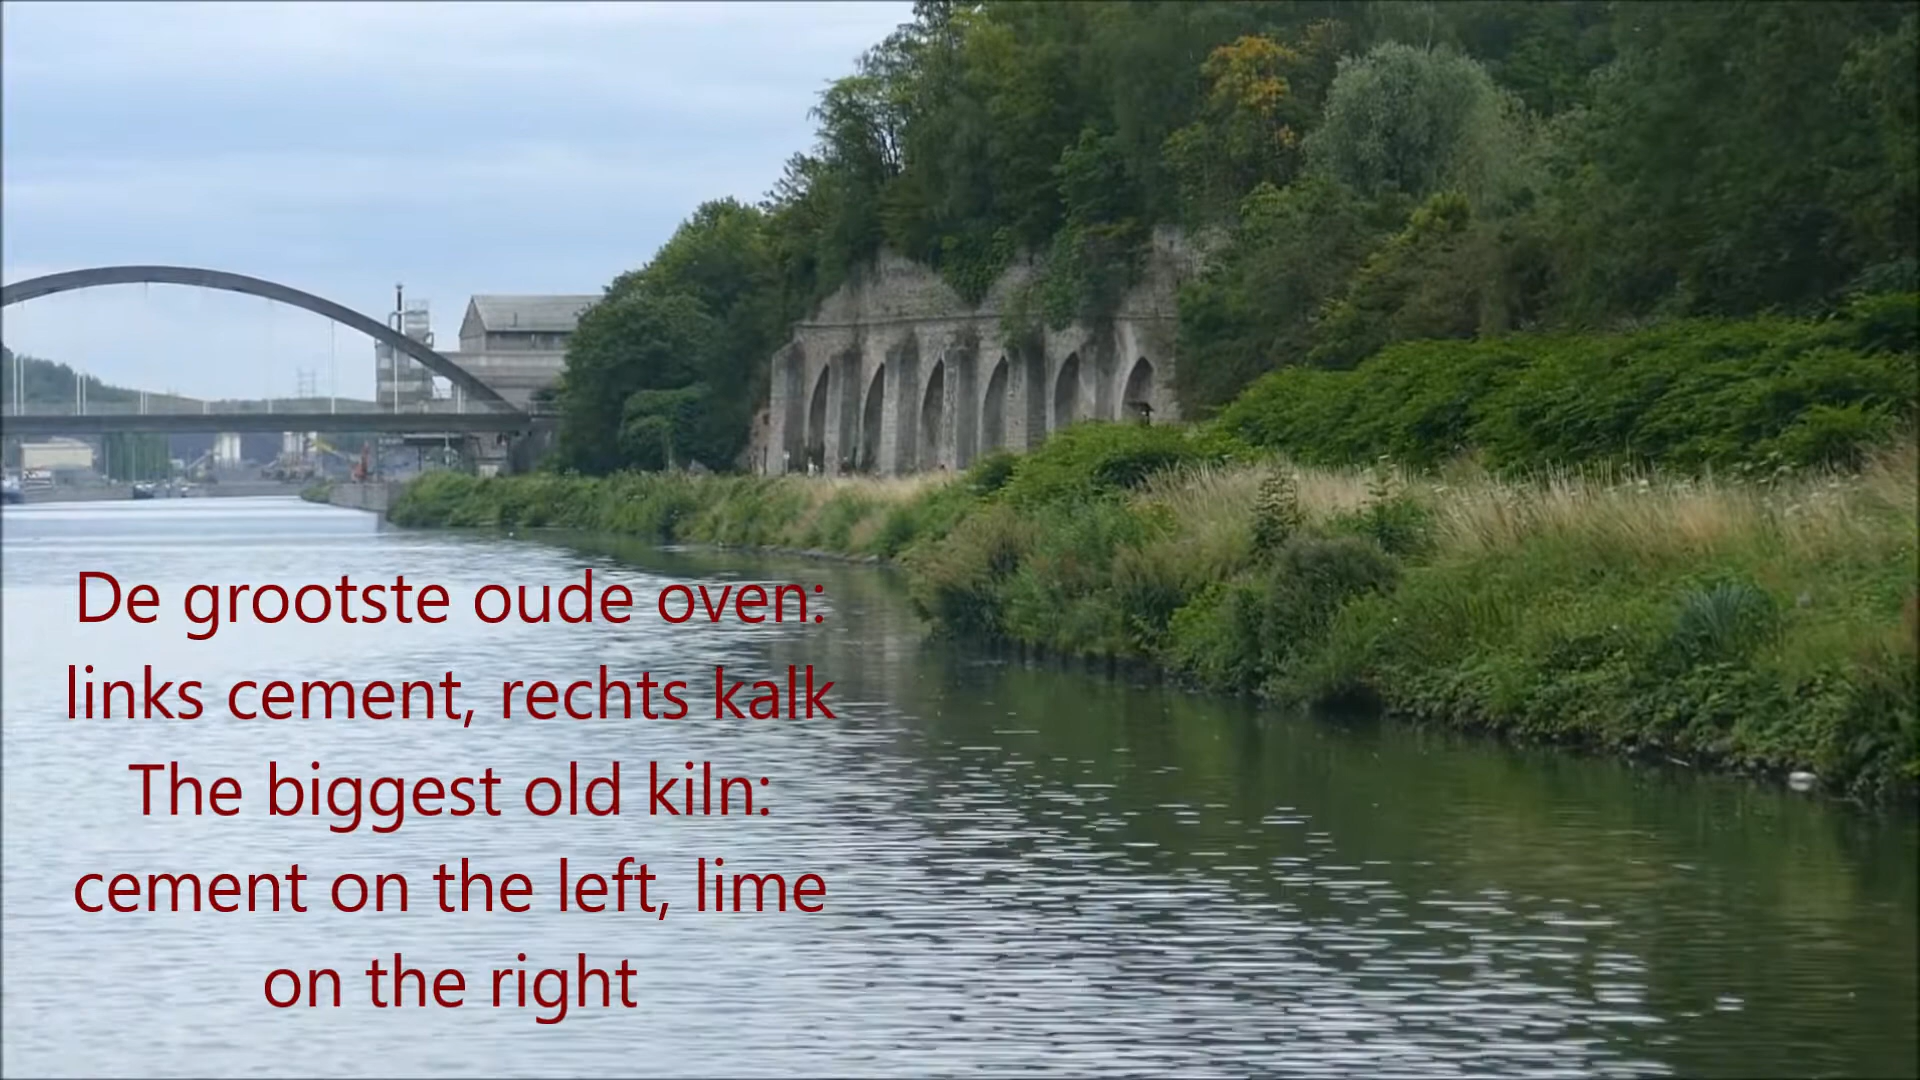 De grootste oude oven:
links cement, rechts kalk
The biggest old kiln:
cement on the left, lime
on the right